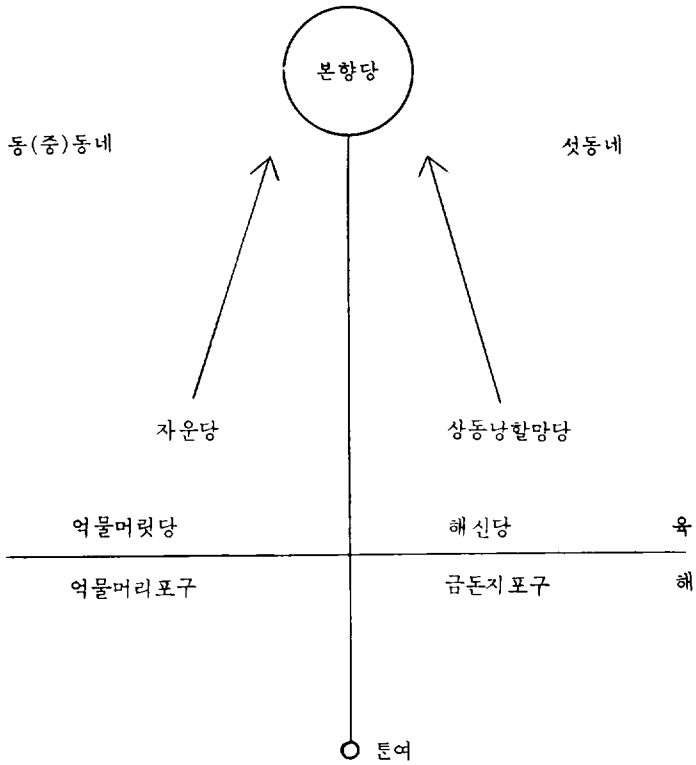 본향당
동(중)동네 섯동네
자운당 상동낭할망당
억물머릿당 해신당 육
억물머리포구 금돈지포구 해
톤여